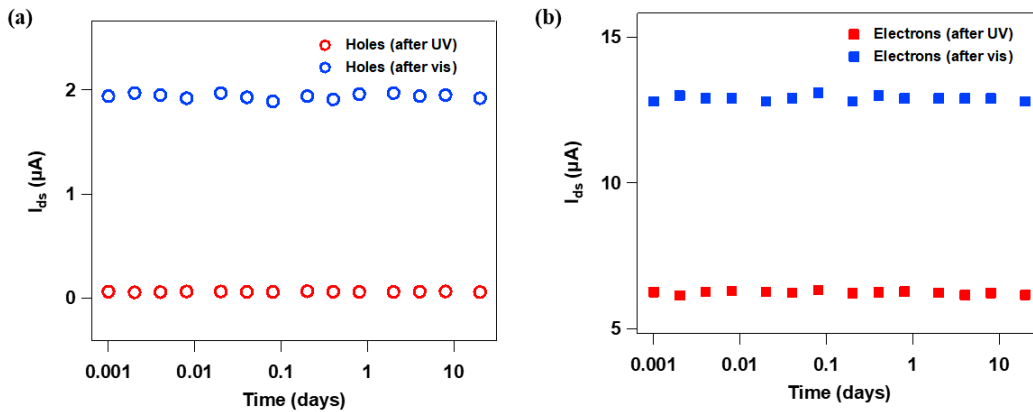 (a)
Holes (after UV)
Holes (after vis)
2
1
0
I_ds (µA)
0.001 0.01 0.1 1 10
Time (days)
(b)
Electrons (after UV)
Electrons (after vis)
15
10
5
I_ds (µA)
0.001 0.01 0.1 1 10
Time (days)